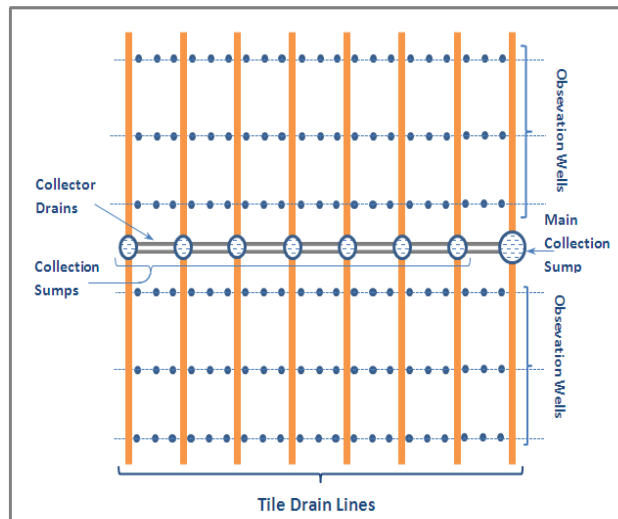 Obsevation Wells
Collector
Drains
Main
Collection
Sump
Collection
Sumps
Obsevation Wells
Tile Drain Lines